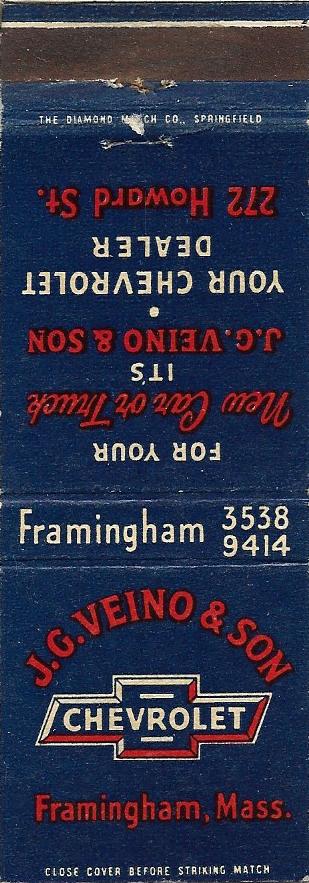 THE DIAMOND MATCH CO., SPRINGFIELD
FOR YOUR
New Car or Truck
IT'S
J.G. VEINO & SON
•
YOUR CHEVROLET
DEALER
272 Howard St.
Framingham 3538
9414
J.G. VEINO & SON
CHEVROLET
Framingham, Mass.
CLOSE COVER BEFORE STRIKING MATCH